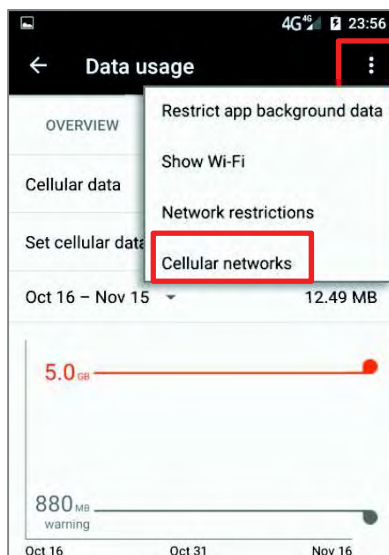 4G 4G 23:56
Data usage
OVERVIEW
Restrict app background data
Show Wi-Fi
Cellular data
Network restrictions
Set cellular data
Cellular networks
Oct 16 – Nov 15 12.49 MB
5.0 GB
880 MB
warning
Oct 16 Oct 31 Nov 16